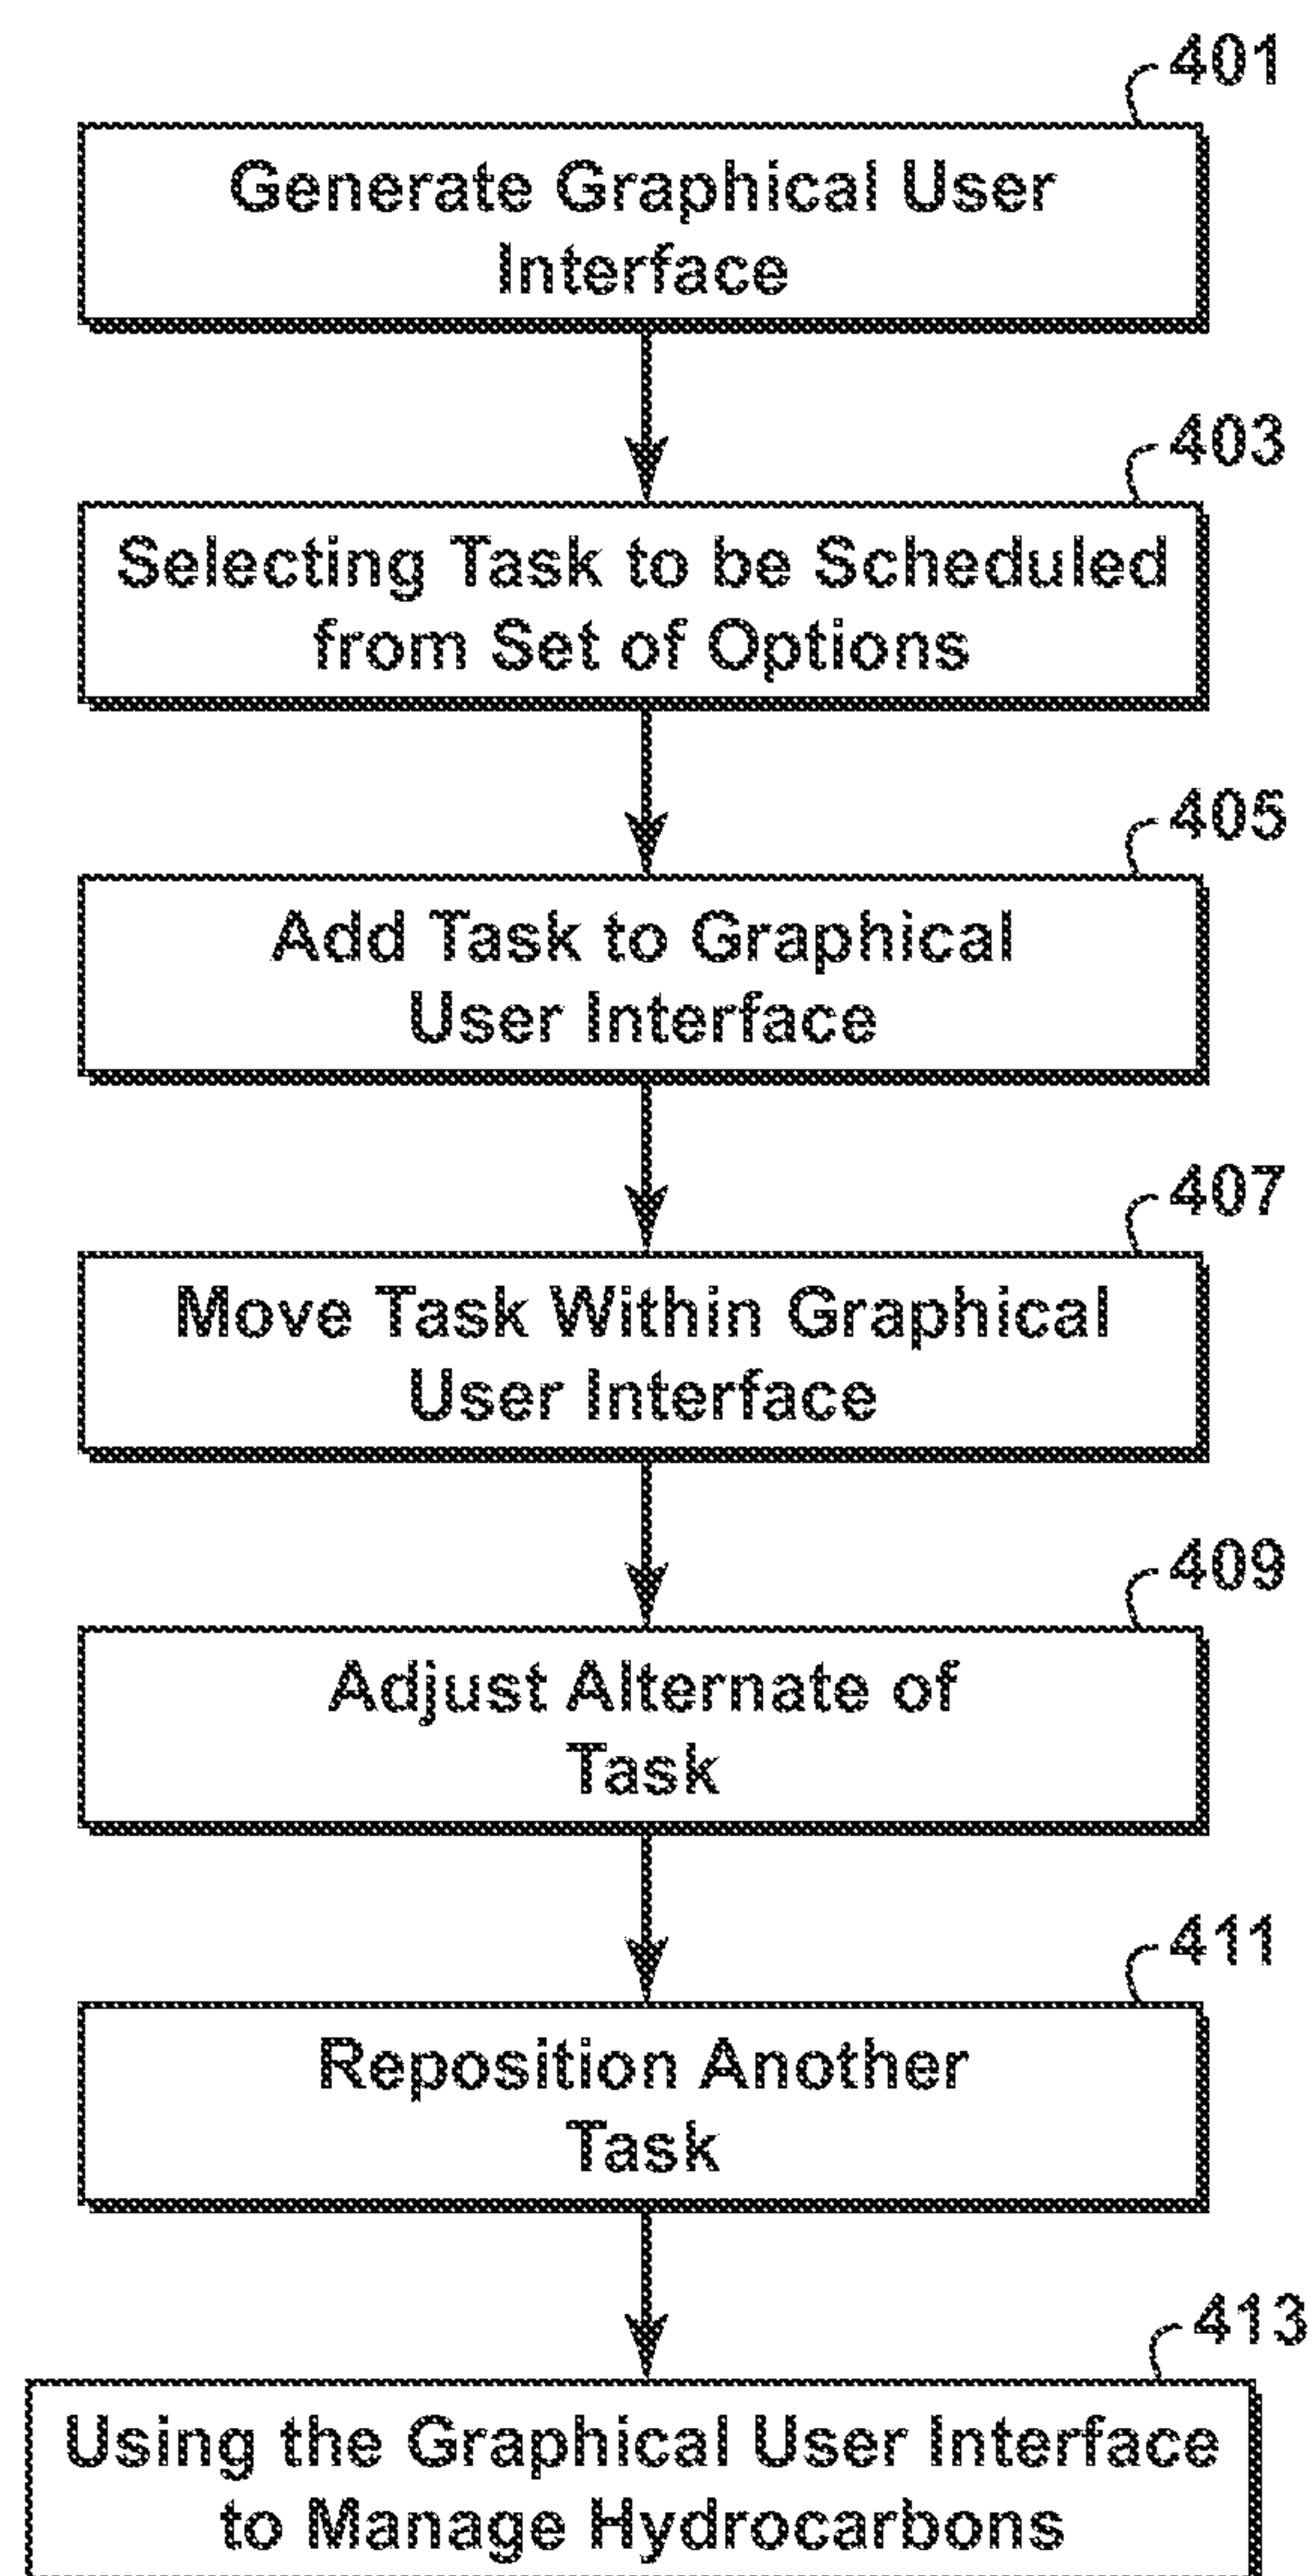 401
Generate Graphical User
Interface
403
Selecting Task to be Scheduled
from Set of Options
405
Add Task to Graphical
User Interface
407
Move Task Within Graphical
User Interface
409
Adjust Alternate of
Task
411
Reposition Another
Task
413
Using the Graphical User Interface
to Manage Hydrocarbons